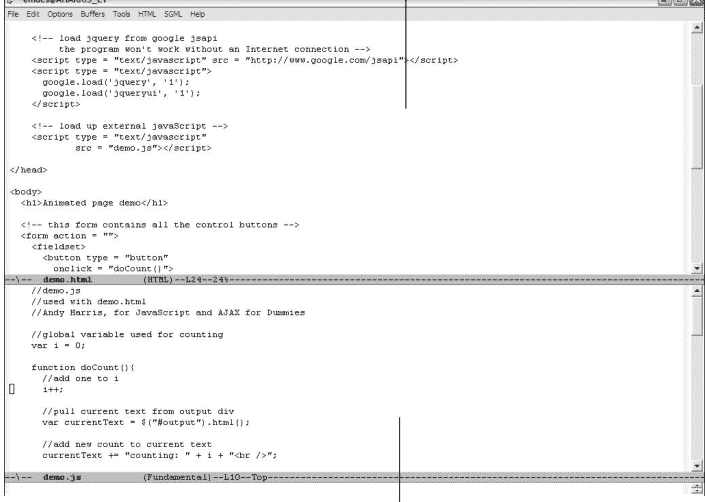 File Edit Options Buffers Tools HTML SGML Help
<!-- load jquery from google jsapi
the program won't work without an Internet connection -->
<script type = "text/javascript" src = "http://www.google.com/jsapi"></script>
<script type = "text/javascript">
google.load('jquery', '1');
google.load('jqueryui', '1');
</script>
<!-- load up external javaScript -->
<script type = "text/javascript"
src = "demo.js"></script>
</head>
<body>
<h1>Animated page demo</h1>
<!-- this form contains all the control buttons -->
<form action = "">
<fieldset>
<button type = "button"
onclick = "doCount()">
--\-- demo.html (HTML)--L24--24%--
//demo.js
//used with demo.html
//Andy Harris, for JavaScript and AJAX for Dummies
//global variable used for counting
var i = 0;
function doCount(){
//add one to i
i++;
//pull current text from output div
var currentText = $("#output").html();
//add new count to current text
currentText += "counting: " + i + "<br />";
--\-- demo.js (Fundamental)--L10--Top--